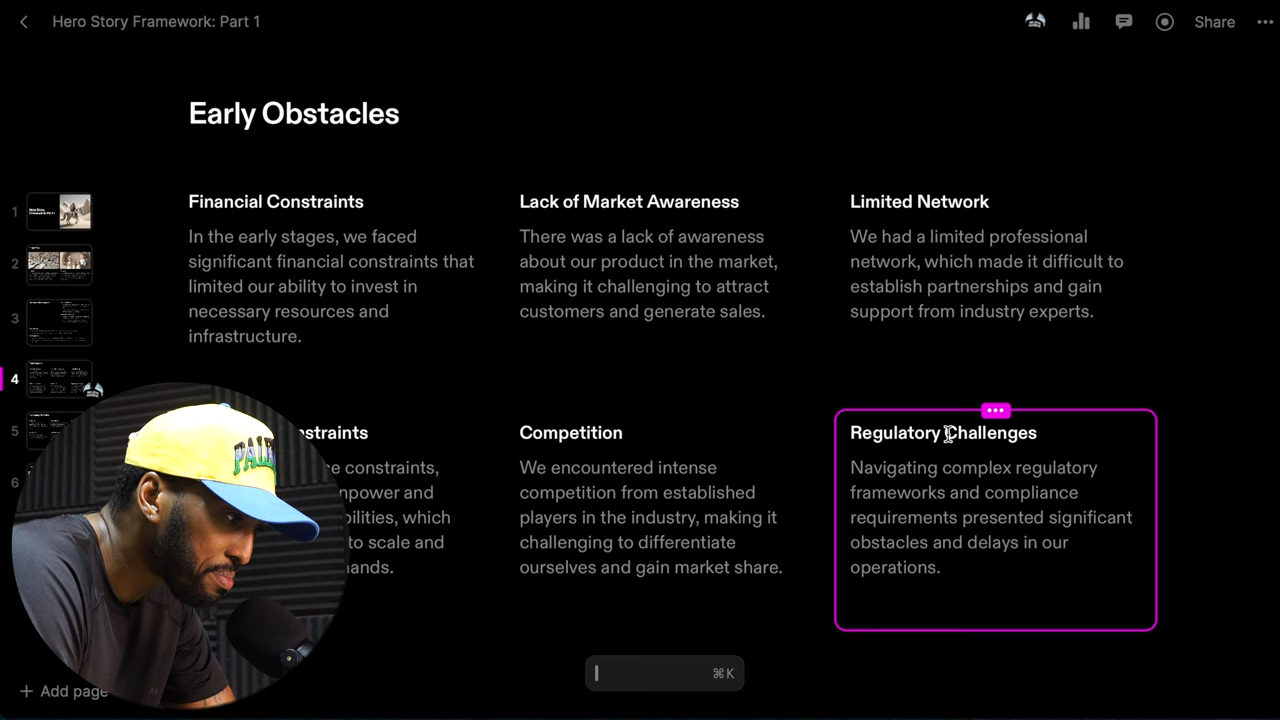 Hero Story Framework: Part 1
Share
Early Obstacles
Financial Constraints
In the early stages, we faced
significant financial constraints that
limited our ability to invest in
necessary resources and
infrastructure.
Lack of Market Awareness
There was a lack of awareness
about our product in the market,
making it challenging to attract
customers and generate sales.
Limited Network
We had a limited professional
network, which made it difficult to
establish partnerships and gain
support from industry experts.
1
2
3
4
5
6
Competition
We encountered intense
competition from established
players in the industry, making it
challenging to differentiate
ourselves and gain market share.
Regulatory Challenges
Navigating complex regulatory
frameworks and compliance
requirements presented significant
obstacles and delays in our
operations.
constraints,
to scale and
⌘K
+ Add page